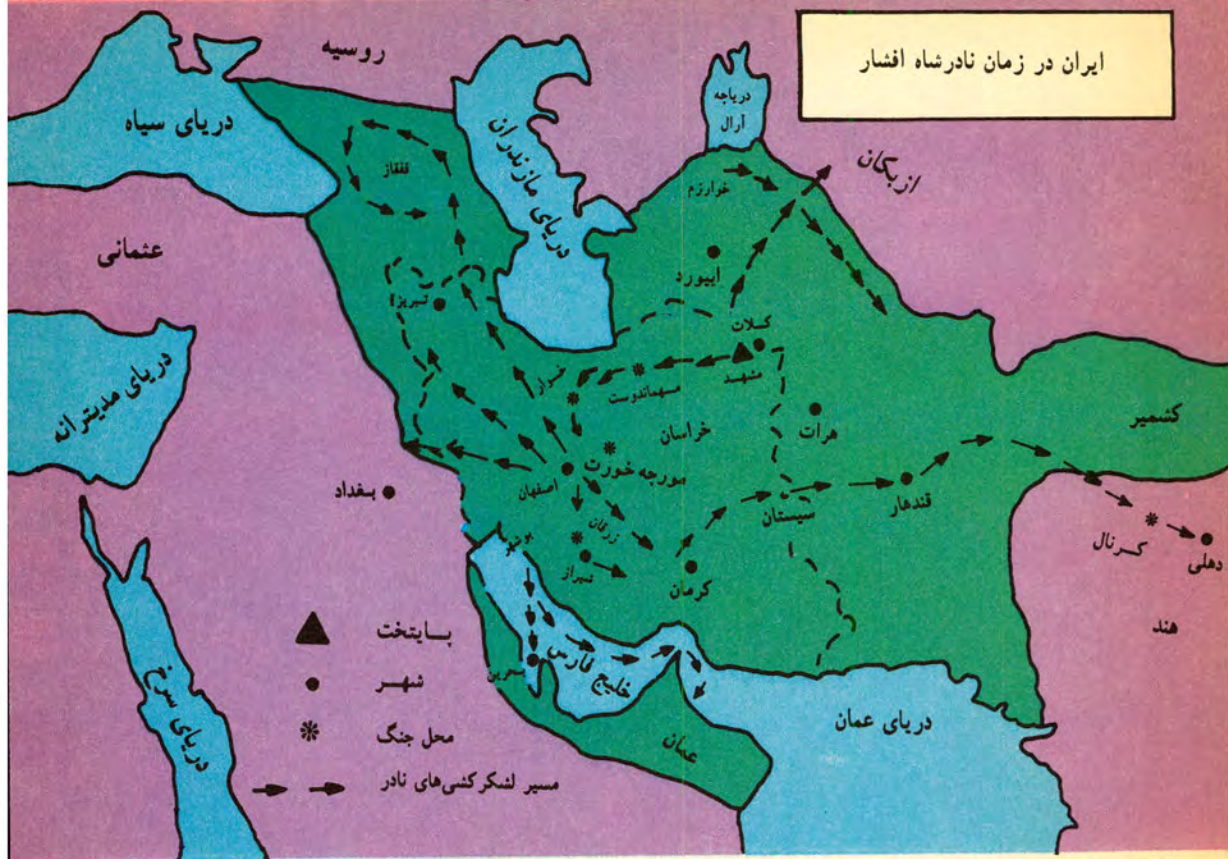 ایران در زمان نادرشاه افشار
روسیه
دریای سیاه
قفقاز
دریای مازندران
دریاچه
آرال
خوارزم
ازبکان
عثمانی
ابیورد
تبریز
کلات
مشهد
مهماندوست
خوار
دریای مدیترانه
خراسان
هرات
کشمیر
مورچه خورت
اصفهان
بغداد
سیستان
قندهار
کرنال
دهلی
زرقان
بوشهر
شیراز
کرمان
هند
پایتخت
شهر
محل جنگ
مسیر لشکرکشی‌های نادر
بحرین
خلیج فارس
عمان
دریای عمان
دریای سرخ